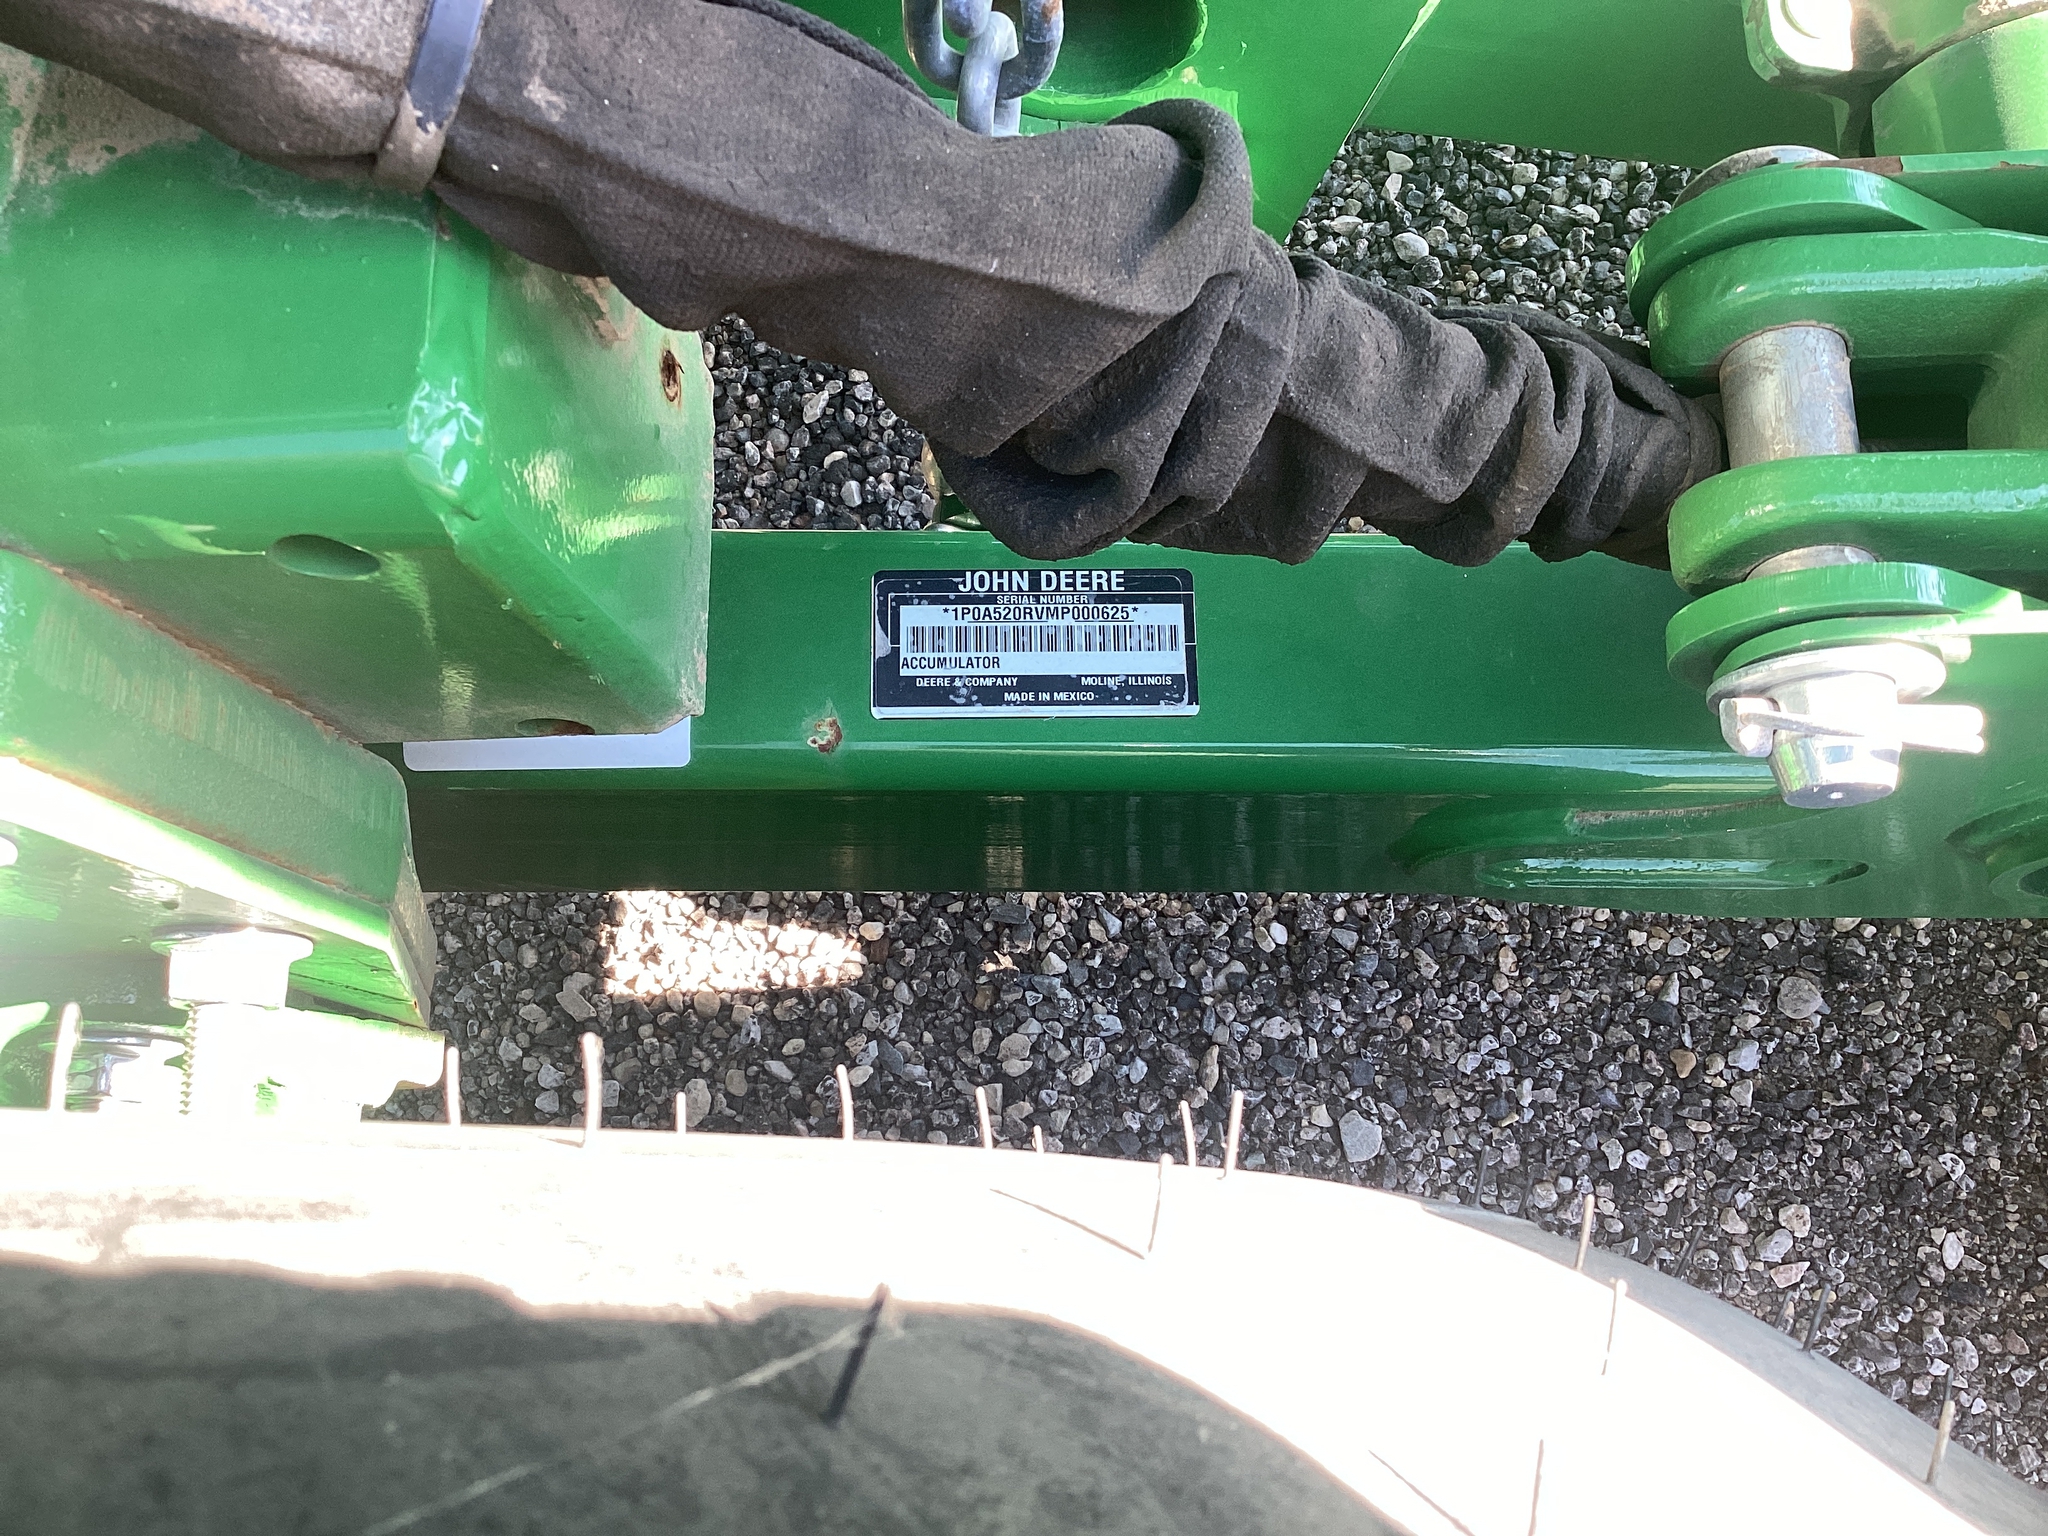 JOHN DEERE
SERIAL NUMBER
*1P0A520RVMP000625*
ACCUMULATOR
DEERE & COMPANY MOLINE, ILLINOIS
MADE IN MEXICO